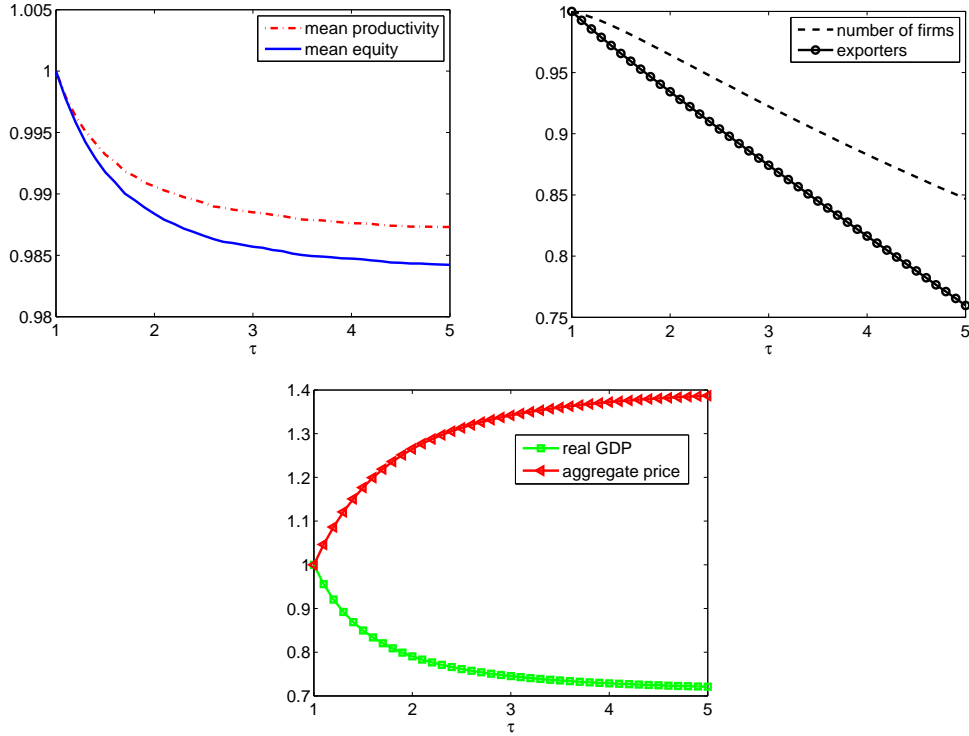 1.005
1
0.995
0.99
0.985
0.98
1 2 3 4 5
τ
mean productivity
mean equity
1
0.95
0.9
0.85
0.8
0.75
1 2 3 4 5
τ
number of firms
exporters
1.4
1.3
1.2
1.1
1
0.9
0.8
0.7
1 2 3 4 5
τ
real GDP
aggregate price